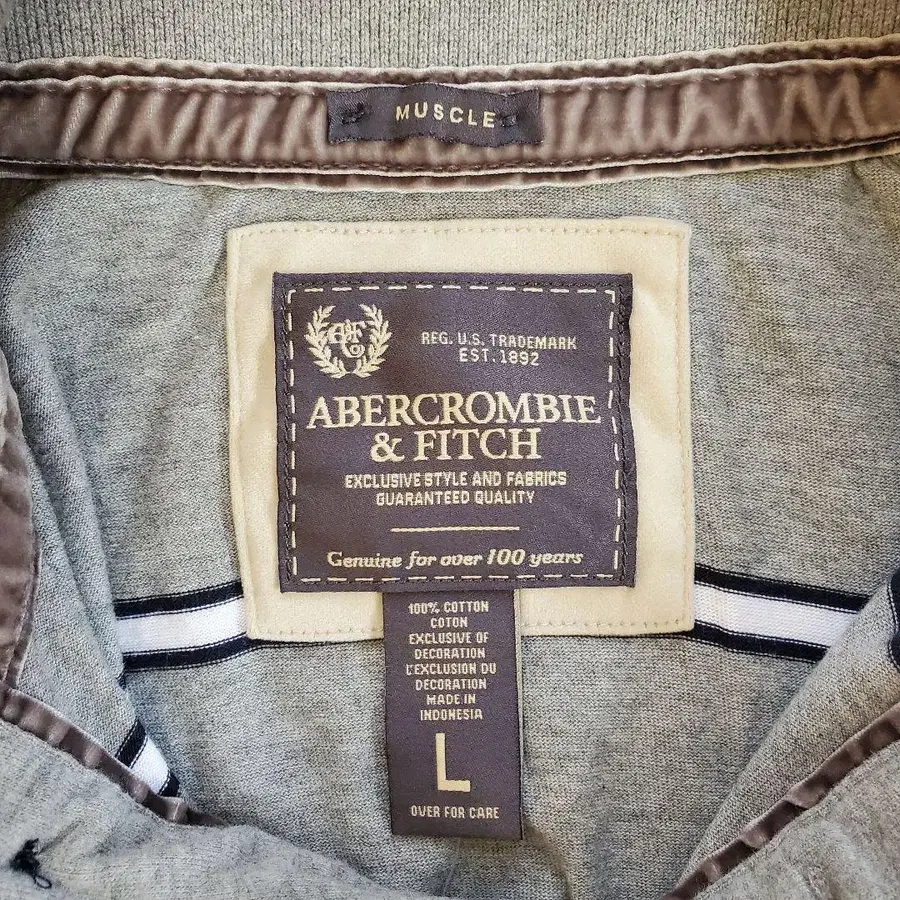 MUSCLE
A&F
Co
REG. U.S. TRADEMARK
EST. 1892
ABERCROMBIE
& FITCH
EXCLUSIVE STYLE AND FABRICS
GUARANTEED QUALITY
Genuine for over 100 years
100% COTTON
COTON
EXCLUSIVE OF
DECORATION
L'EXCLUSION DU
DECORATION
MADE IN
INDONESIA
L
OVER FOR CARE